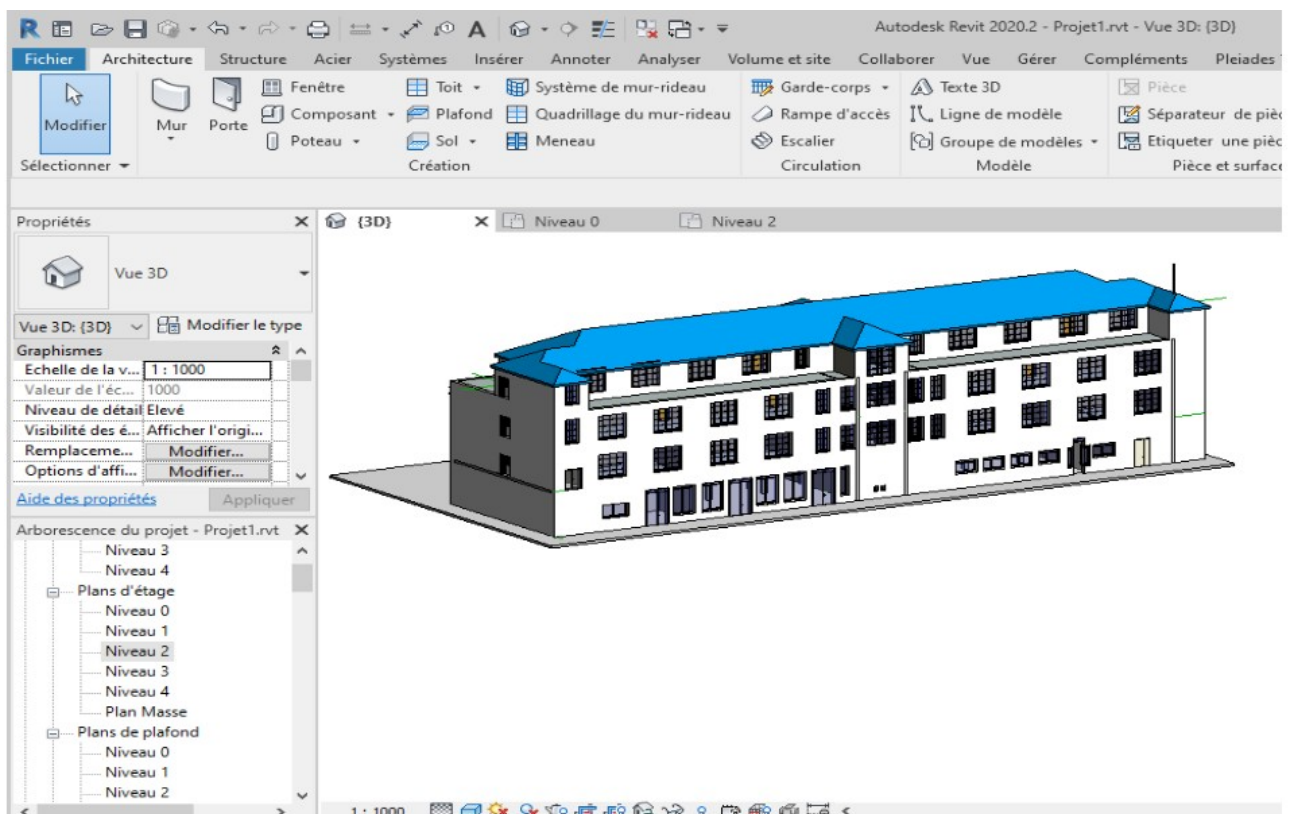 Autodesk Revit 2020.2 - Projet1.rvt - Vue 3D: {3D}
Fichier Architecture Structure Acier Systèmes Insérer Annoter Analyser Volume et site Collaborer Vue Gérer Compléments Pleiades
Modifier
Mur
Porte
Fenêtre
Composant
Poteau
Toit
Plafond
Sol
Système de mur-rideau
Quadrillage du mur-rideau
Meneau
Garde-corps
Rampe d'accès
Escalier
Texte 3D
Ligne de modèle
Groupe de modèles
Pièce
Séparateur de pièc
Etiqueter une pièc
Sélectionner
Création
Circulation
Modèle
Pièce et surface
Propriétés
Vue 3D
Vue 3D: {3D}
Modifier le type
Graphismes
Echelle de la v... 1 : 1000
Valeur de l'éc... 1000
Niveau de détail Elevé
Visibilité des é... Afficher l'origi...
Remplaceme... Modifier...
Options d'affi... Modifier...
Aide des propriétés Appliquer
Arborescence du projet - Projet1.rvt
Niveau 3
Niveau 4
Plans d'étage
Niveau 0
Niveau 1
Niveau 2
Niveau 3
Niveau 4
Plan Masse
Plans de plafond
Niveau 0
Niveau 1
Niveau 2
{3D}
Niveau 0
Niveau 2
1 : 1000